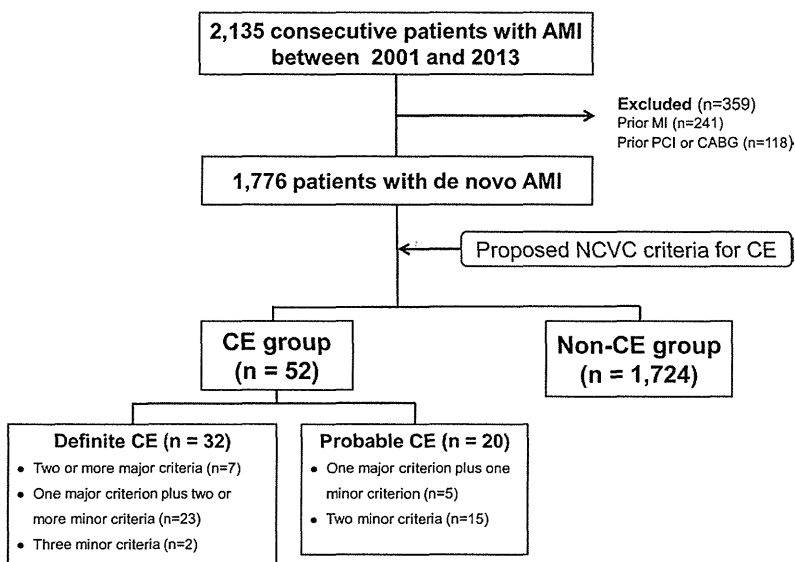 2,135 consecutive patients with AMI
between 2001 and 2013
Excluded (n=359)
Prior MI (n=241)
Prior PCI or CABG (n=118)
1,776 patients with de novo AMI
Proposed NCVC criteria for CE
CE group
(n = 52)
Non-CE group
(n = 1,724)
Definite CE (n = 32)
• Two or more major criteria (n=7)
• One major criterion plus two or
more minor criteria (n=23)
• Three minor criteria (n=2)
Probable CE (n = 20)
• One major criterion plus one
minor criterion (n=5)
• Two minor criteria (n=15)